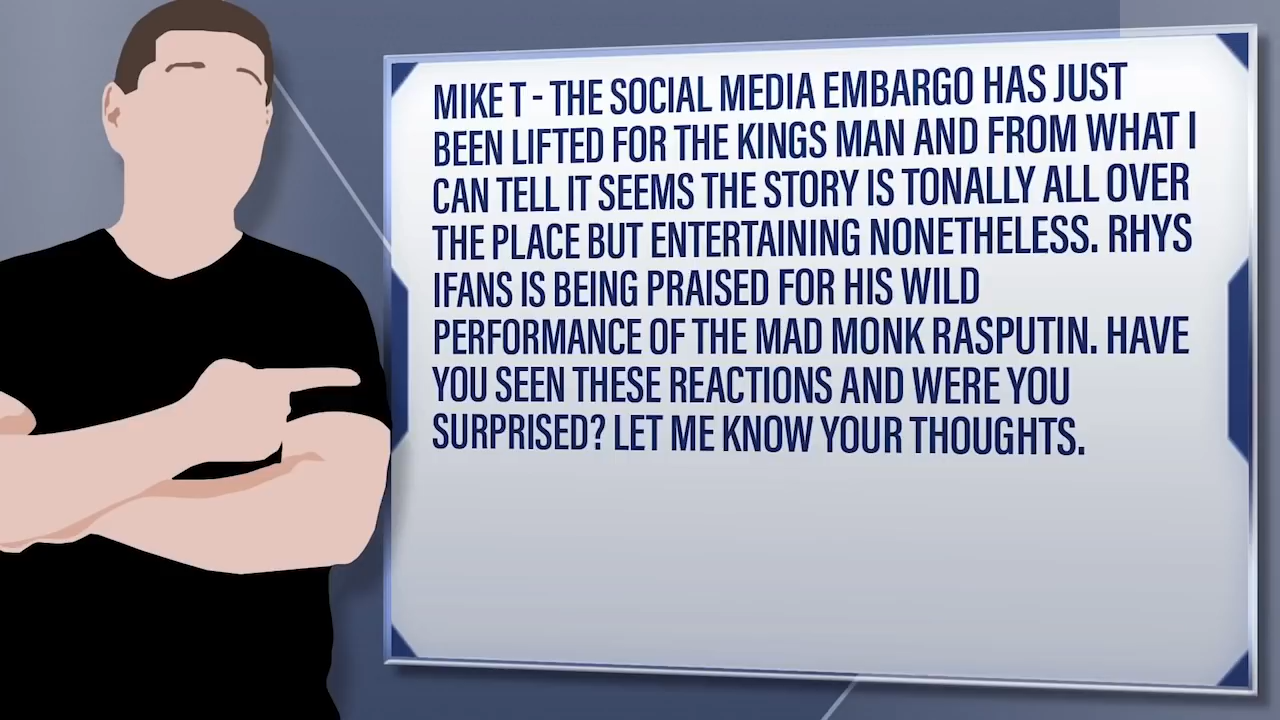 MIKE T - THE SOCIAL MEDIA EMBARGO HAS JUST
BEEN LIFTED FOR THE KINGS MAN AND FROM WHAT I
CAN TELL IT SEEMS THE STORY IS TONALLY ALL OVER
THE PLACE BUT ENTERTAINING NONETHELESS. RHYS
IFANS IS BEING PRAISED FOR HIS WILD
PERFORMANCE OF THE MAD MONK RASPUTIN. HAVE
YOU SEEN THESE REACTIONS AND WERE YOU
SURPRISED? LET ME KNOW YOUR THOUGHTS.